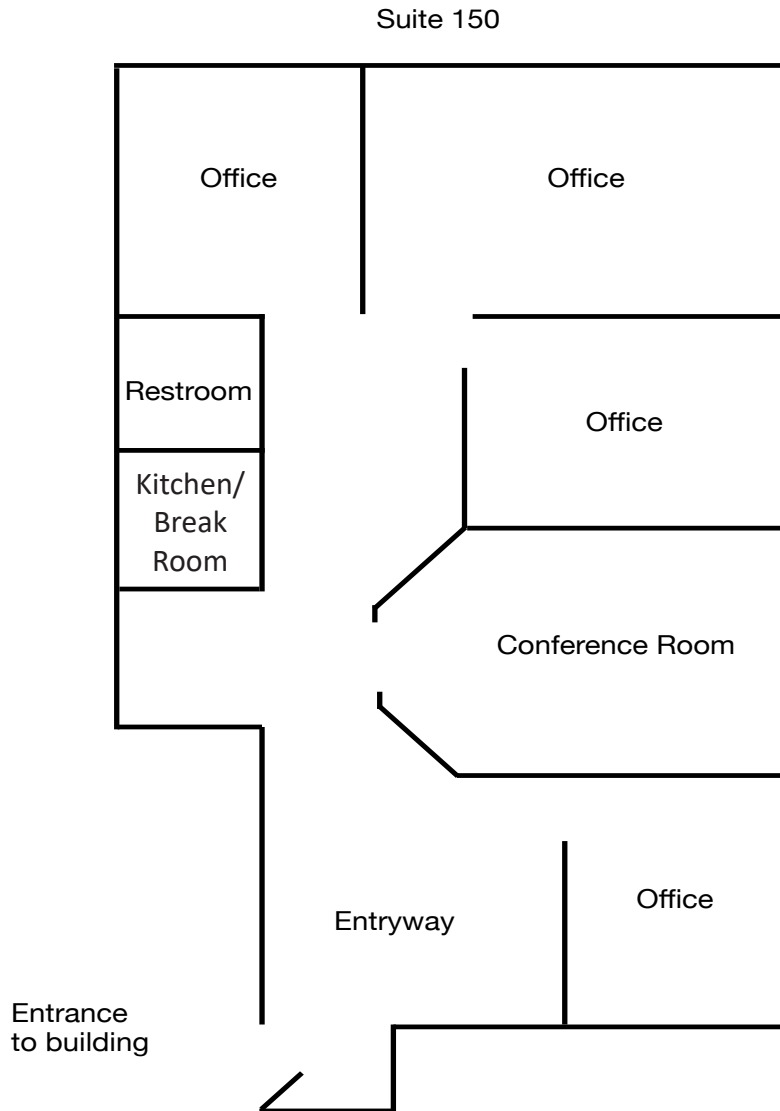 Suite 150
Office
Office
Restroom
Office
Kitchen/
Break
Room
Conference Room
Office
Entryway
Entrance
to building